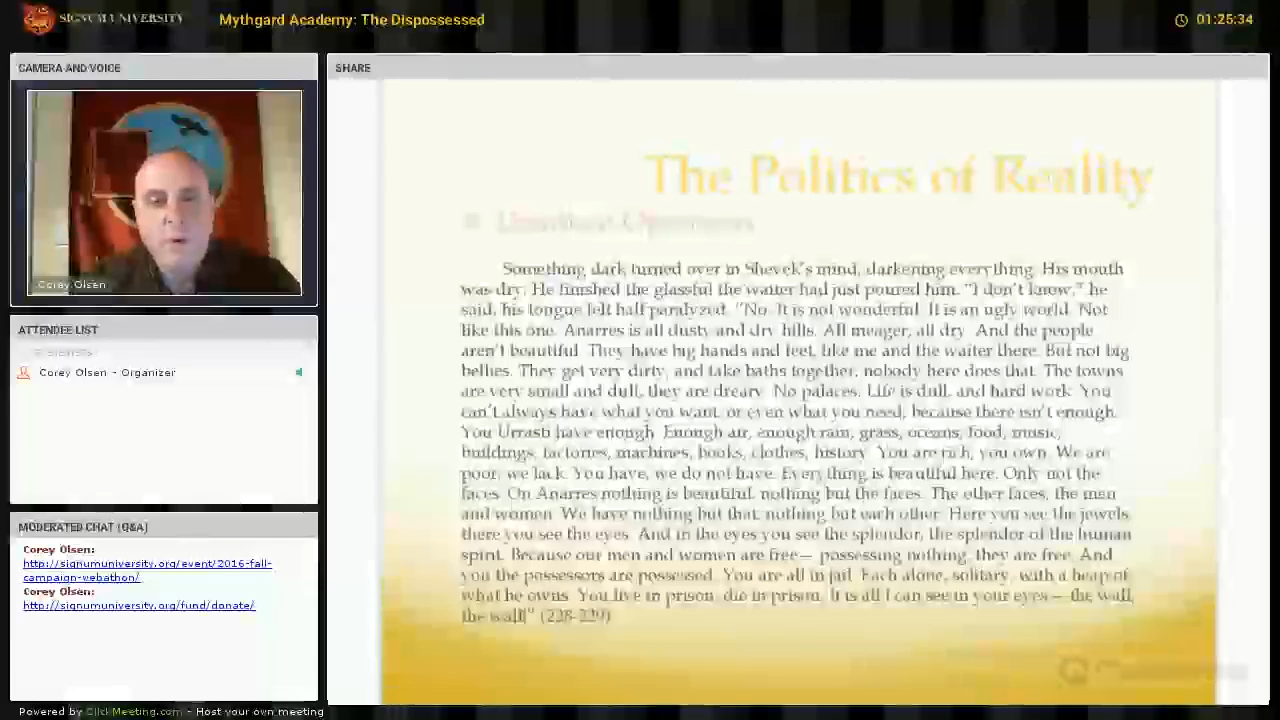 SIGNUM UNIVERSITY
Mythgard Academy: The Dispossessed
01:25:34
CAMERA AND VOICE
SHARE
Corey Olsen
ATTENDEE LIST
Corey Olsen - Organizer
MODERATED CHAT (Q&A)
Corey Olsen:
http://signumuniversity.org/event/2016-fall-
campaign-webathon/
Corey Olsen:
http://signumuniversity.org/fund/donate/
Powered by ClickMeeting.com - Host your own meeting
The Politics of Reality
Something dark turned over in Shevek's mind, darkening everything. His mouth
was dry. He finished the glassful the waiter had just poured him. "I don't know," he
said; his tongue felt half paralyzed. "No. It is not wonderful. It is an ugly world. Not
like this one. Anarres is all dusty and dry hills. All meager, all dry. And the people
aren't beautiful. They have big hands and feet, like me and the waiter there. But not big
bellies. They get very dirty, and take baths together, nobody here does that. The towns
are very small and dull, they are dreary. No palaces. Life is dull, and hard work. You
can't always have what you want, or even what you need, because there isn't enough.
You Urrasti have enough. Enough air, enough rain, grass, oceans, food, music,
buildings, factories, machines, books, clothes, history. You are rich, you own. We are
poor, we lack. You have, we do not have. Everything is beautiful here. Only not the
faces. On Anarres nothing is beautiful, nothing but the faces. The other faces, the men
and women. We have nothing but that, nothing but each other. Here you see the jewels,
there you see the eyes. And in the eyes you see the splendor, the splendor of the human
spirit. Because our men and women are free— possessing nothing, they are free. And
you the possessors are possessed. You are all in jail. Each alone, solitary, with a heap of
what he owns. You live in prison, die in prison. It is all I can see in your eyes—the wall,
the wall!" (228-229)